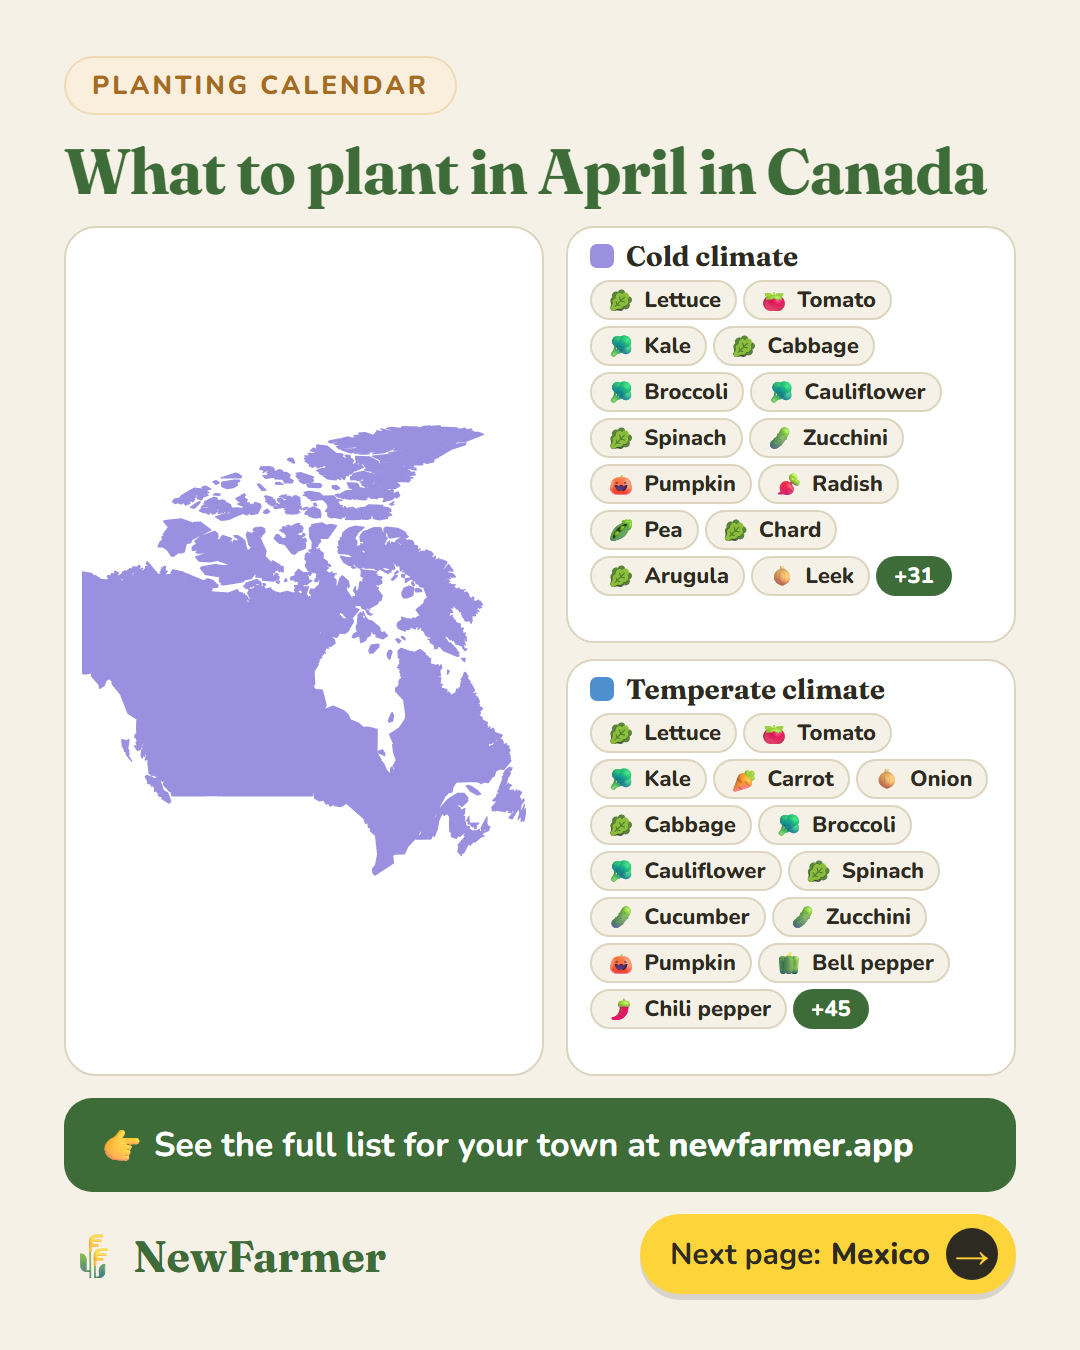 PLANTING CALENDAR
What to plant in April in Canada
Cold climate
Lettuce Tomato
Kale Cabbage
Broccoli Cauliflower
Spinach Zucchini
Pumpkin Radish
Pea Chard
Arugula Leek +31
Temperate climate
Lettuce Tomato
Kale Carrot Onion
Cabbage Broccoli
Cauliflower Spinach
Cucumber Zucchini
Pumpkin Bell pepper
Chili pepper +45
See the full list for your town at newfarmer.app
NewFarmer
Next page: Mexico →